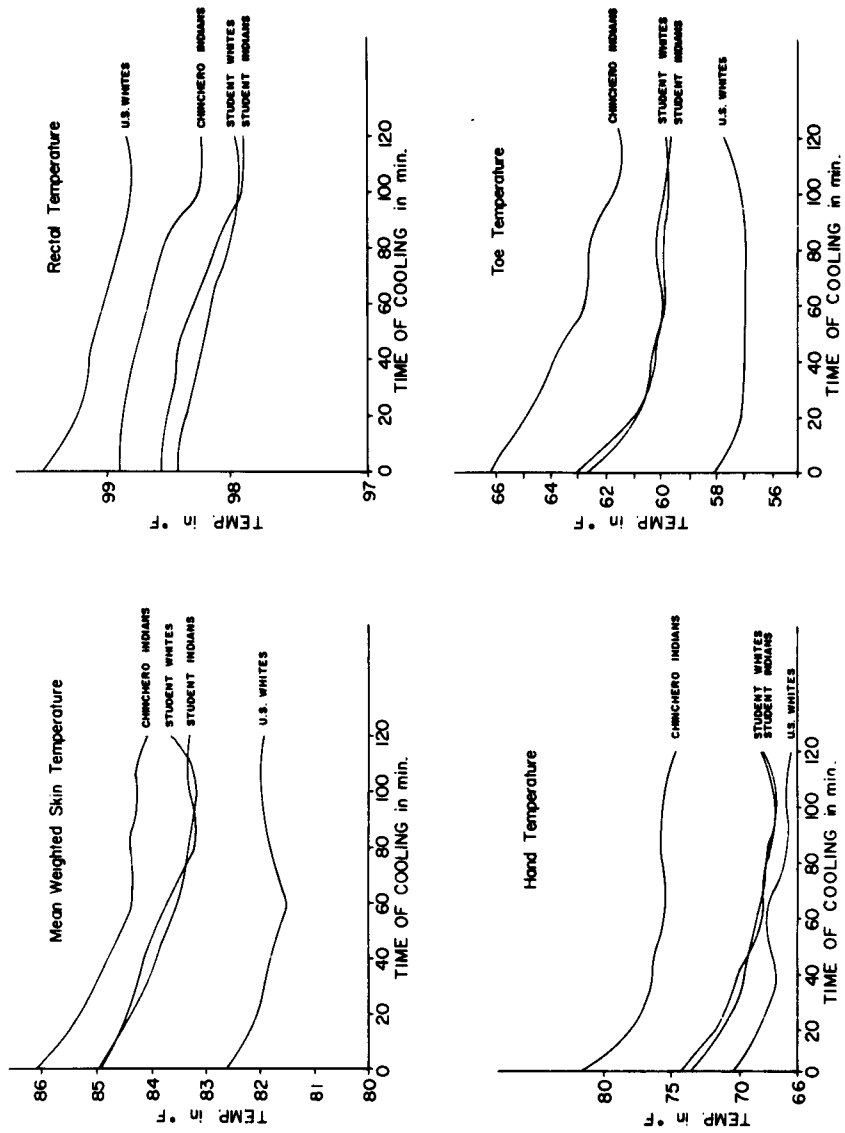 Mean Weighted Skin Temperature
TEMP. in °F
86
85
84
83
82
81
80
CHINCHERO INDIANS
STUDENT WHITES
STUDENT INDIANS
U.S. WHITES
0 20 40 60 80 100 120
TIME OF COOLING in min.
Rectal Temperature
TEMP. in °F
99
98
97
U.S. WHITES
CHINCHERO INDIANS
STUDENT WHITES
STUDENT INDIANS
0 20 40 60 80 100 120
TIME OF COOLING in min.
Hand Temperature
TEMP. in °F
80
75
70
66
CHINCHERO INDIANS
STUDENT WHITES
STUDENT INDIANS
U.S. WHITES
0 20 40 60 80 100 120
TIME OF COOLING in min.
Toe Temperature
TEMP. in °F
66
64
62
60
58
56
CHINCHERO INDIANS
STUDENT WHITES
STUDENT INDIANS
U.S. WHITES
0 20 40 60 80 100 120
TIME OF COOLING in min.